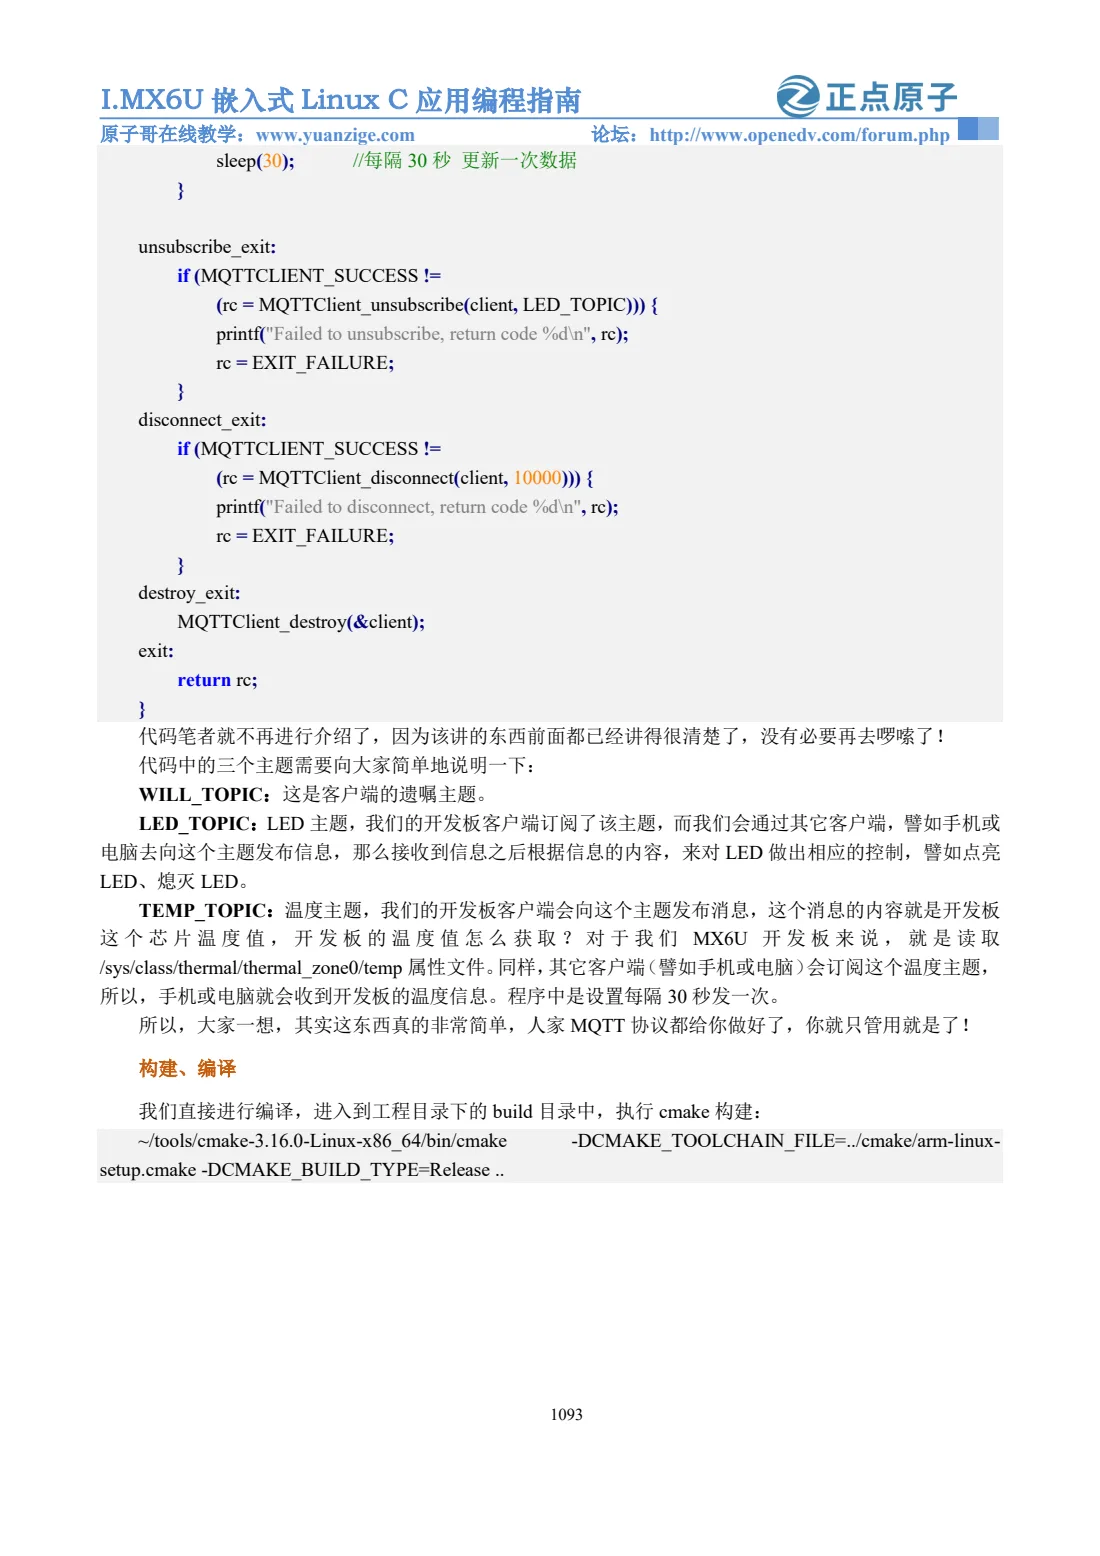 I.MX6U 嵌入式 Linux C 应用编程指南
正点原子
原子哥在线教学：www.yuanzige.com 论坛：http://www.openedv.com/forum.php
sleep(30); //每隔 30 秒 更新一次数据
}
unsubscribe_exit:
if (MQTTCLIENT_SUCCESS !=
(rc = MQTTClient_unsubscribe(client, LED_TOPIC))) {
printf("Failed to unsubscribe, return code %d\n", rc);
rc = EXIT_FAILURE;
}
disconnect_exit:
if (MQTTCLIENT_SUCCESS !=
(rc = MQTTClient_disconnect(client, 10000))) {
printf("Failed to disconnect, return code %d\n", rc);
rc = EXIT_FAILURE;
}
destroy_exit:
MQTTClient_destroy(&client);
exit:
return rc;
}
代码笔者就不再进行介绍了，因为该讲的东西前面都已经讲得很清楚了，没有必要再去啰嗦了！
代码中的三个主题需要向大家简单地说明一下：
WILL_TOPIC：这是客户端的遗嘱主题。
LED_TOPIC：LED 主题，我们的开发板客户端订阅了该主题，而我们会通过其它客户端，譬如手机或
电脑去向这个主题发布信息，那么接收到信息之后根据信息的内容，来对 LED 做出相应的控制，譬如点亮
LED、熄灭 LED。
TEMP_TOPIC：温度主题，我们的开发板客户端会向这个主题发布消息，这个消息的内容就是开发板
这个芯片温度值，开发板的温度值怎么获取？对于我们 MX6U 开发板来说，就是读取
/sys/class/thermal/thermal_zone0/temp 属性文件。同样，其它客户端（譬如手机或电脑）会订阅这个温度主题，
所以，手机或电脑就会收到开发板的温度信息。程序中是设置每隔 30 秒发一次。
所以，大家一想，其实这东西真的非常简单，人家 MQTT 协议都给你做好了，你就只管用就是了！
构建、编译
我们直接进行编译，进入到工程目录下的 build 目录中，执行 cmake 构建：
~/tools/cmake-3.16.0-Linux-x86_64/bin/cmake -DCMAKE_TOOLCHAIN_FILE=../cmake/arm-linux-
setup.cmake -DCMAKE_BUILD_TYPE=Release ..
1093